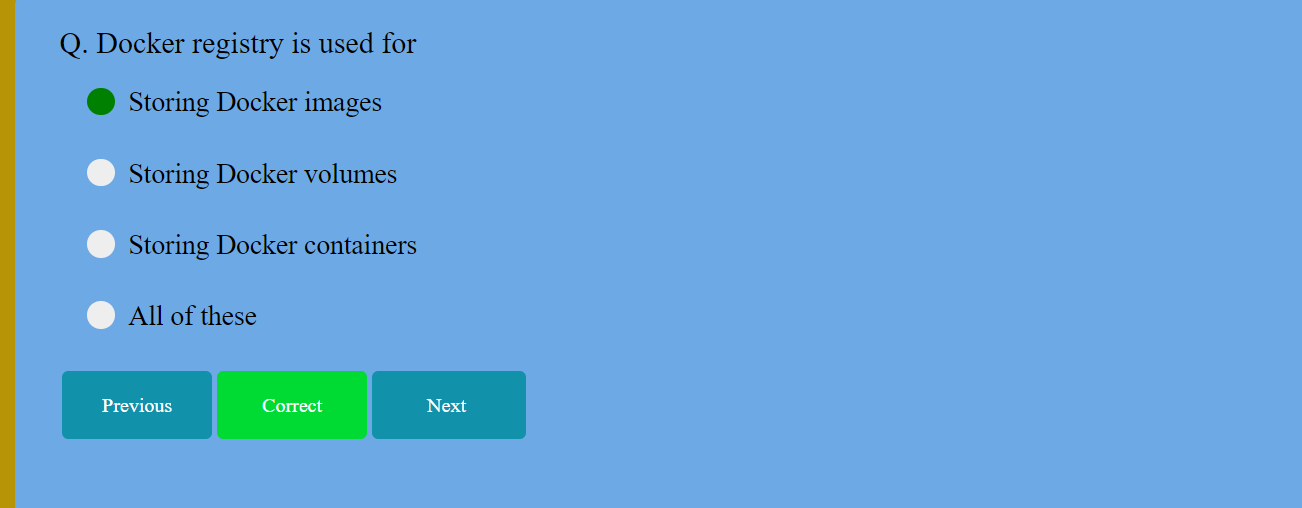 Q. Docker registry is used for
Storing Docker images
Storing Docker volumes
Storing Docker containers
All of these
Previous Correct Next